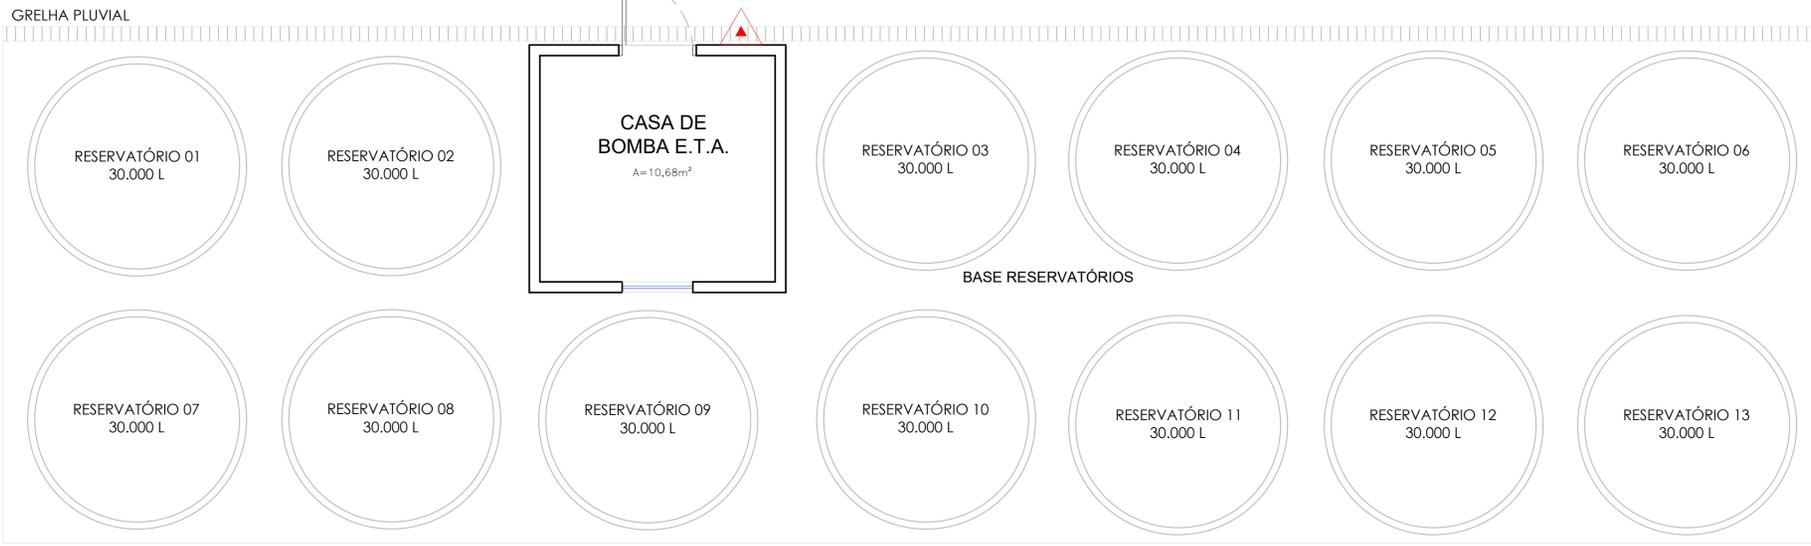 GRELHA PLUVIAL
RESERVATÓRIO 01
30.000 L
RESERVATÓRIO 02
30.000 L
CASA DE
BOMBA E.T.A.
A=10,68m²
RESERVATÓRIO 03
30.000 L
RESERVATÓRIO 04
30.000 L
RESERVATÓRIO 05
30.000 L
RESERVATÓRIO 06
30.000 L
BASE RESERVATÓRIOS
RESERVATÓRIO 07
30.000 L
RESERVATÓRIO 08
30.000 L
RESERVATÓRIO 09
30.000 L
RESERVATÓRIO 10
30.000 L
RESERVATÓRIO 11
30.000 L
RESERVATÓRIO 12
30.000 L
RESERVATÓRIO 13
30.000 L